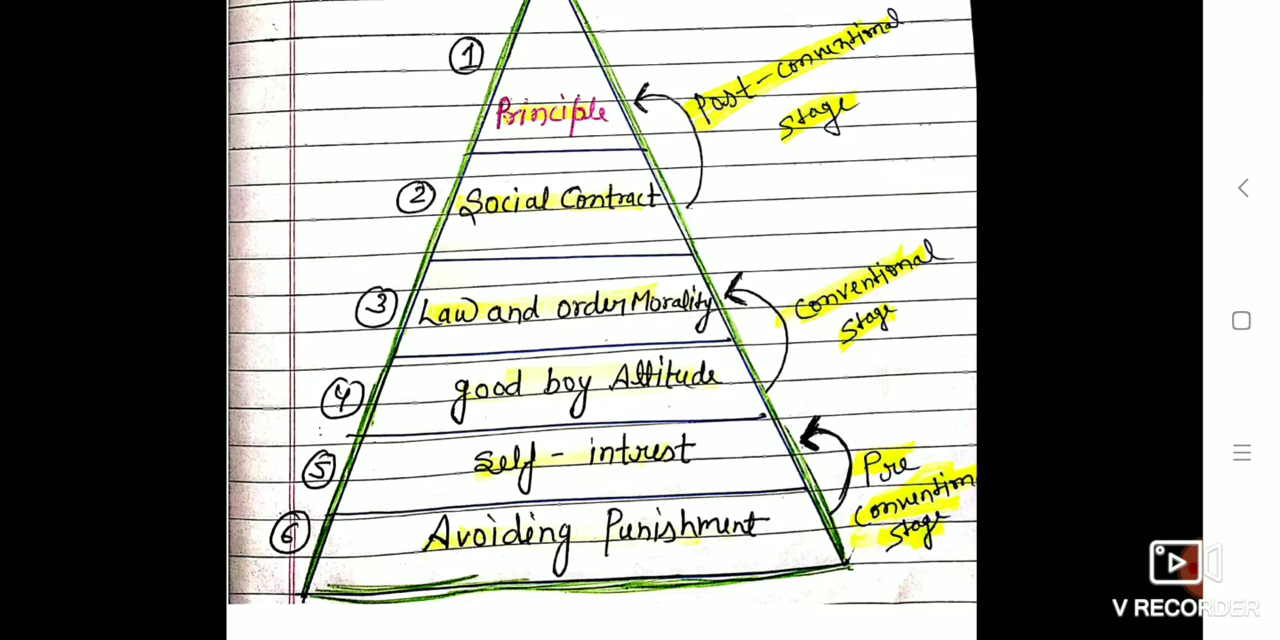 ① Principle
Post-conventional
stage
② Social Contract
③ Law and order Morality
Conventional
stage
④ good boy Attitude
⑤ self - intrest
Pre
Convention
stage
⑥ Avoiding Punishment
V RECORDER